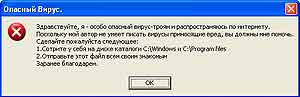 Опасный Вирус.
Здравствуйте, я - особо опасный вирус-троян и распространяюсь по интернету.
Поскольку мой автор не умеет писать вирусы приносящие вред, вы должны мне помочь.
Сделайте пожалуйста следующее:
1.Сотрите у себя на диске каталоги C:\Windows и C:\Program files
2.Отправьте этот файл всем своим знакомым
Заранее благодарен.
OK